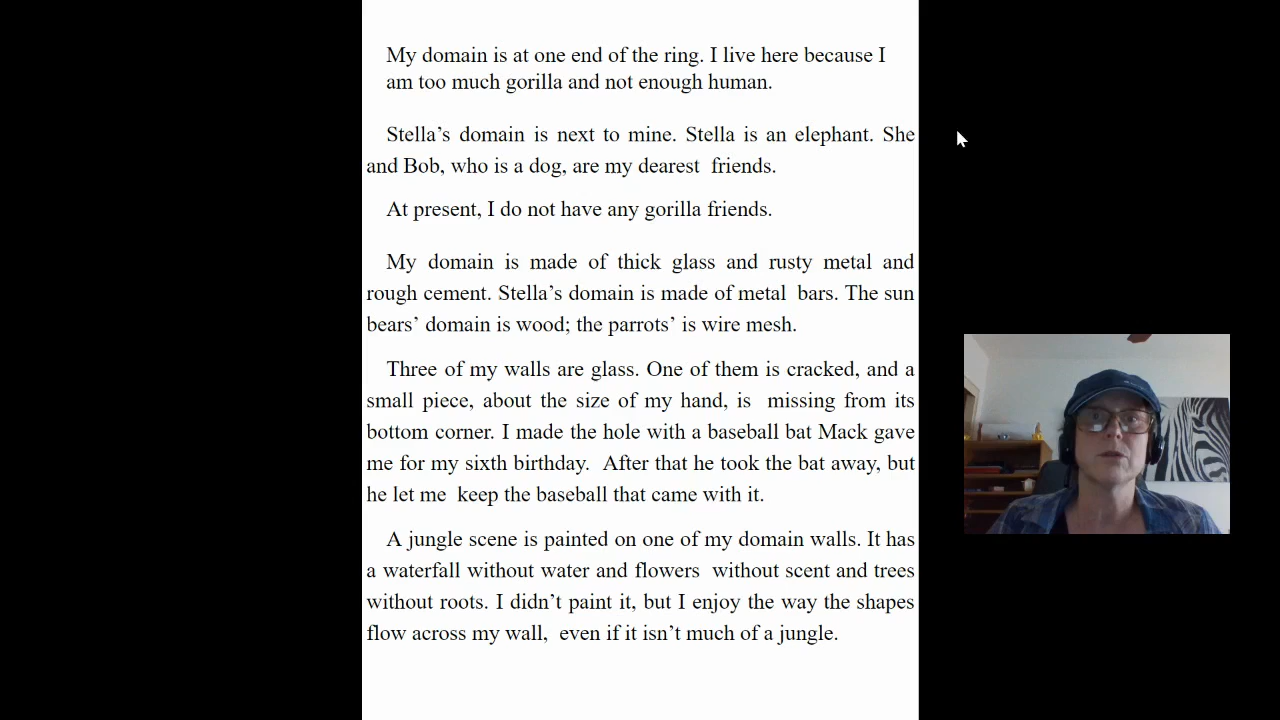 My domain is at one end of the ring. I live here because I
am too much gorilla and not enough human.
Stella’s domain is next to mine. Stella is an elephant. She
and Bob, who is a dog, are my dearest friends.
At present, I do not have any gorilla friends.
My domain is made of thick glass and rusty metal and
rough cement. Stella’s domain is made of metal bars. The sun
bears’ domain is wood; the parrots’ is wire mesh.
Three of my walls are glass. One of them is cracked, and a
small piece, about the size of my hand, is missing from its
bottom corner. I made the hole with a baseball bat Mack gave
me for my sixth birthday. After that he took the bat away, but
he let me keep the baseball that came with it.
A jungle scene is painted on one of my domain walls. It has
a waterfall without water and flowers without scent and trees
without roots. I didn’t paint it, but I enjoy the way the shapes
flow across my wall, even if it isn’t much of a jungle.